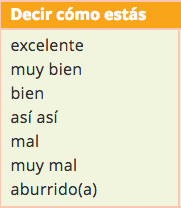 Decir cómo estás
excelente
muy bien
bien
así así
mal
muy mal
aburrido(a)